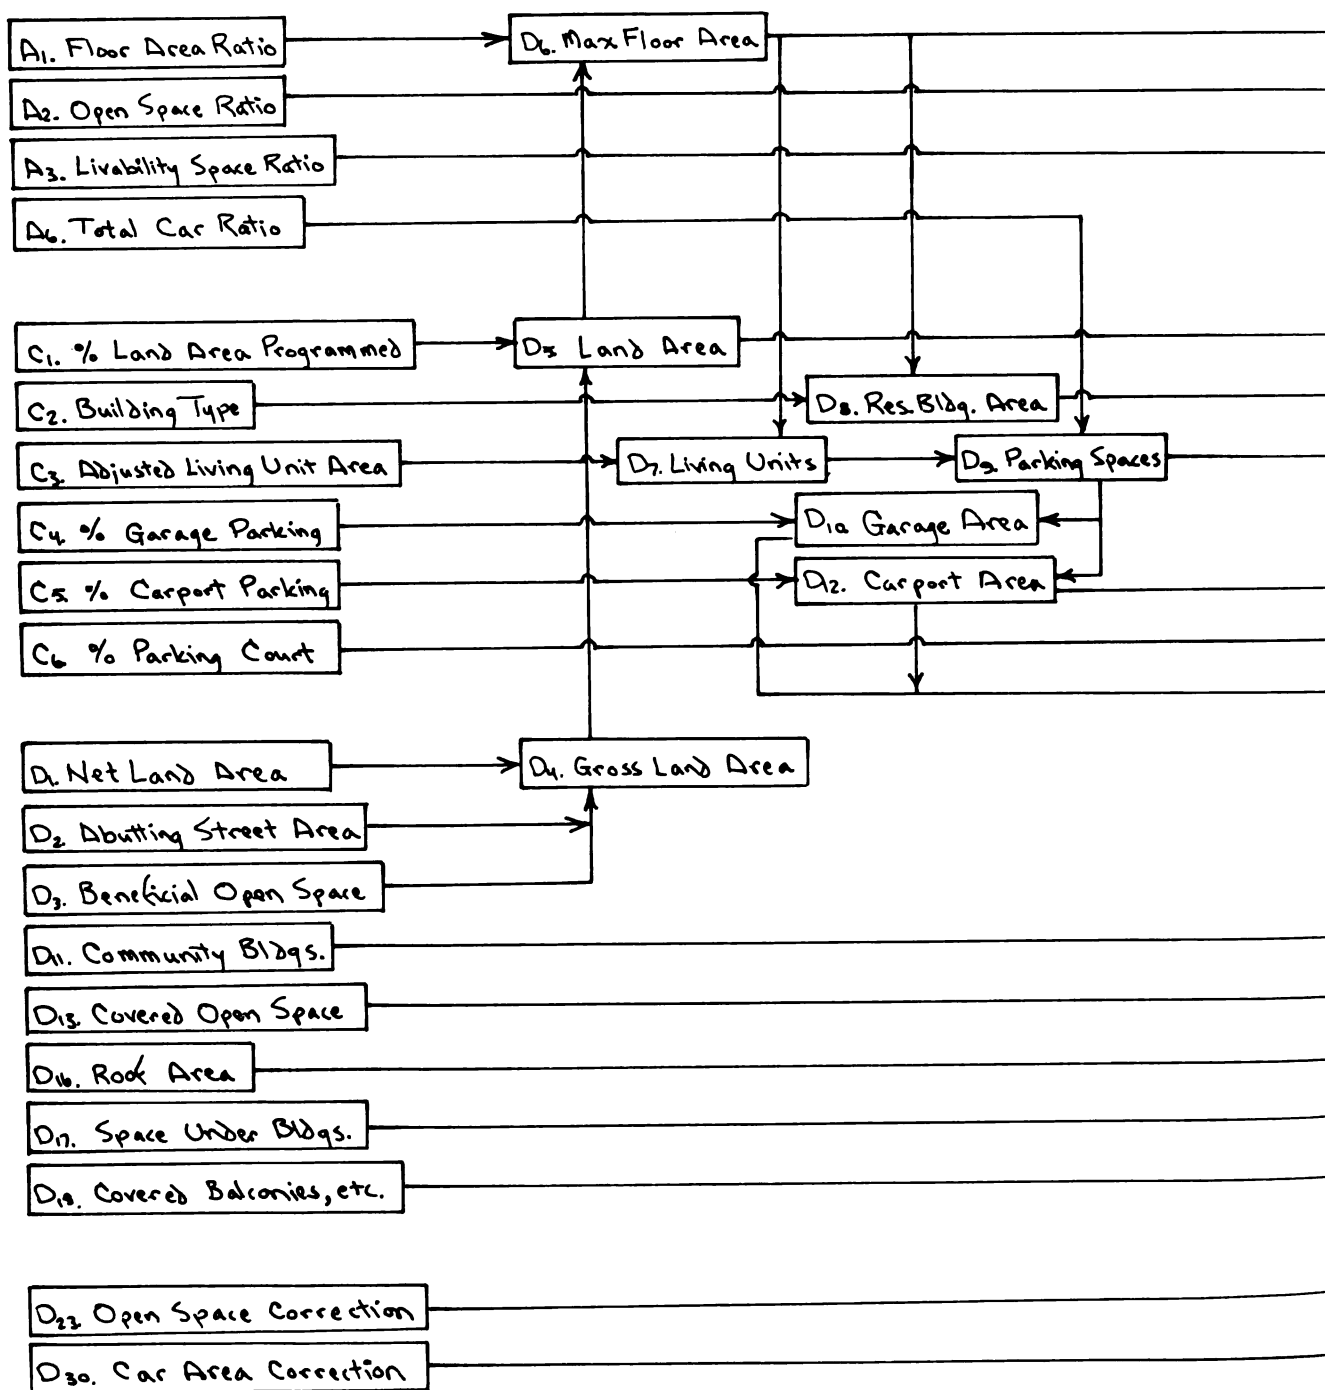 A1. Floor Area Ratio
D6. Max Floor Area
A2. Open Space Ratio
A3. Livability Space Ratio
A6. Total Car Ratio
C1. % Land Area Programmed
D5 Land Area
C2. Building Type
D8. Res. Bldg. Area
C3. Adjusted Living Unit Area
D7. Living Units
D9. Parking Spaces
C4. % Garage Parking
D10 Garage Area
C5. % Carport Parking
D12. Carport Area
C6 % Parking Court
D1. Net Land Area
D4. Gross Land Area
D2. Abutting Street Area
D3. Beneficial Open Space
D11. Community Bldgs.
D13. Covered Open Space
D16. Roof Area
D17. Space Under Bldgs.
D18. Covered Balconies, etc.
D23. Open Space Correction
D30. Car Area Correction